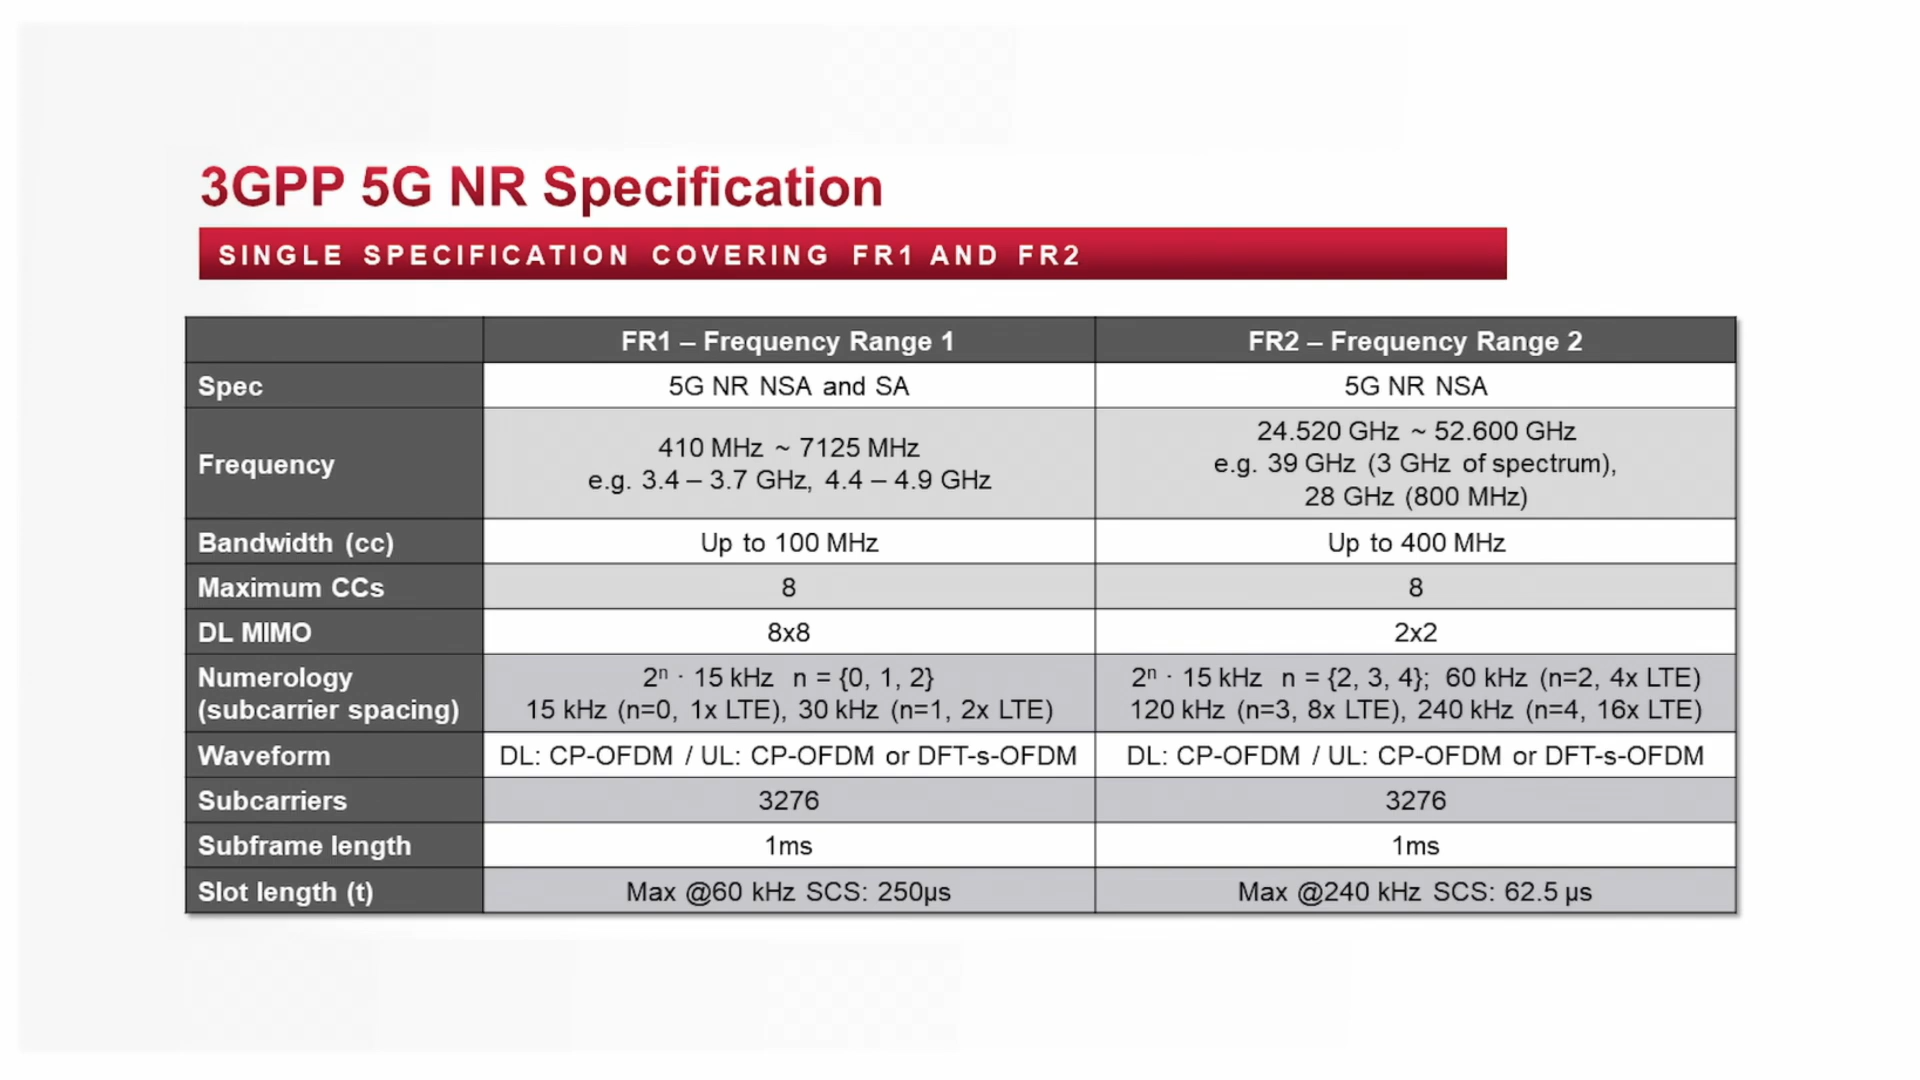 3GPP 5G NR Specification
SINGLE SPECIFICATION COVERING FR1 AND FR2
FR1 – Frequency Range 1
FR2 – Frequency Range 2
Spec
5G NR NSA and SA
5G NR NSA
Frequency
410 MHz ~ 7125 MHz
e.g. 3.4 – 3.7 GHz, 4.4 – 4.9 GHz
24.520 GHz ~ 52.600 GHz
e.g. 39 GHz (3 GHz of spectrum),
28 GHz (800 MHz)
Bandwidth (cc)
Up to 100 MHz
Up to 400 MHz
Maximum CCs
8
8
DL MIMO
8x8
2x2
Numerology
(subcarrier spacing)
2ⁿ · 15 kHz n = {0, 1, 2}
15 kHz (n=0, 1x LTE), 30 kHz (n=1, 2x LTE)
2ⁿ · 15 kHz n = {2, 3, 4}; 60 kHz (n=2, 4x LTE)
120 kHz (n=3, 8x LTE), 240 kHz (n=4, 16x LTE)
Waveform
DL: CP-OFDM / UL: CP-OFDM or DFT-s-OFDM
DL: CP-OFDM / UL: CP-OFDM or DFT-s-OFDM
Subcarriers
3276
3276
Subframe length
1ms
1ms
Slot length (t)
Max @60 kHz SCS: 250µs
Max @240 kHz SCS: 62.5 µs